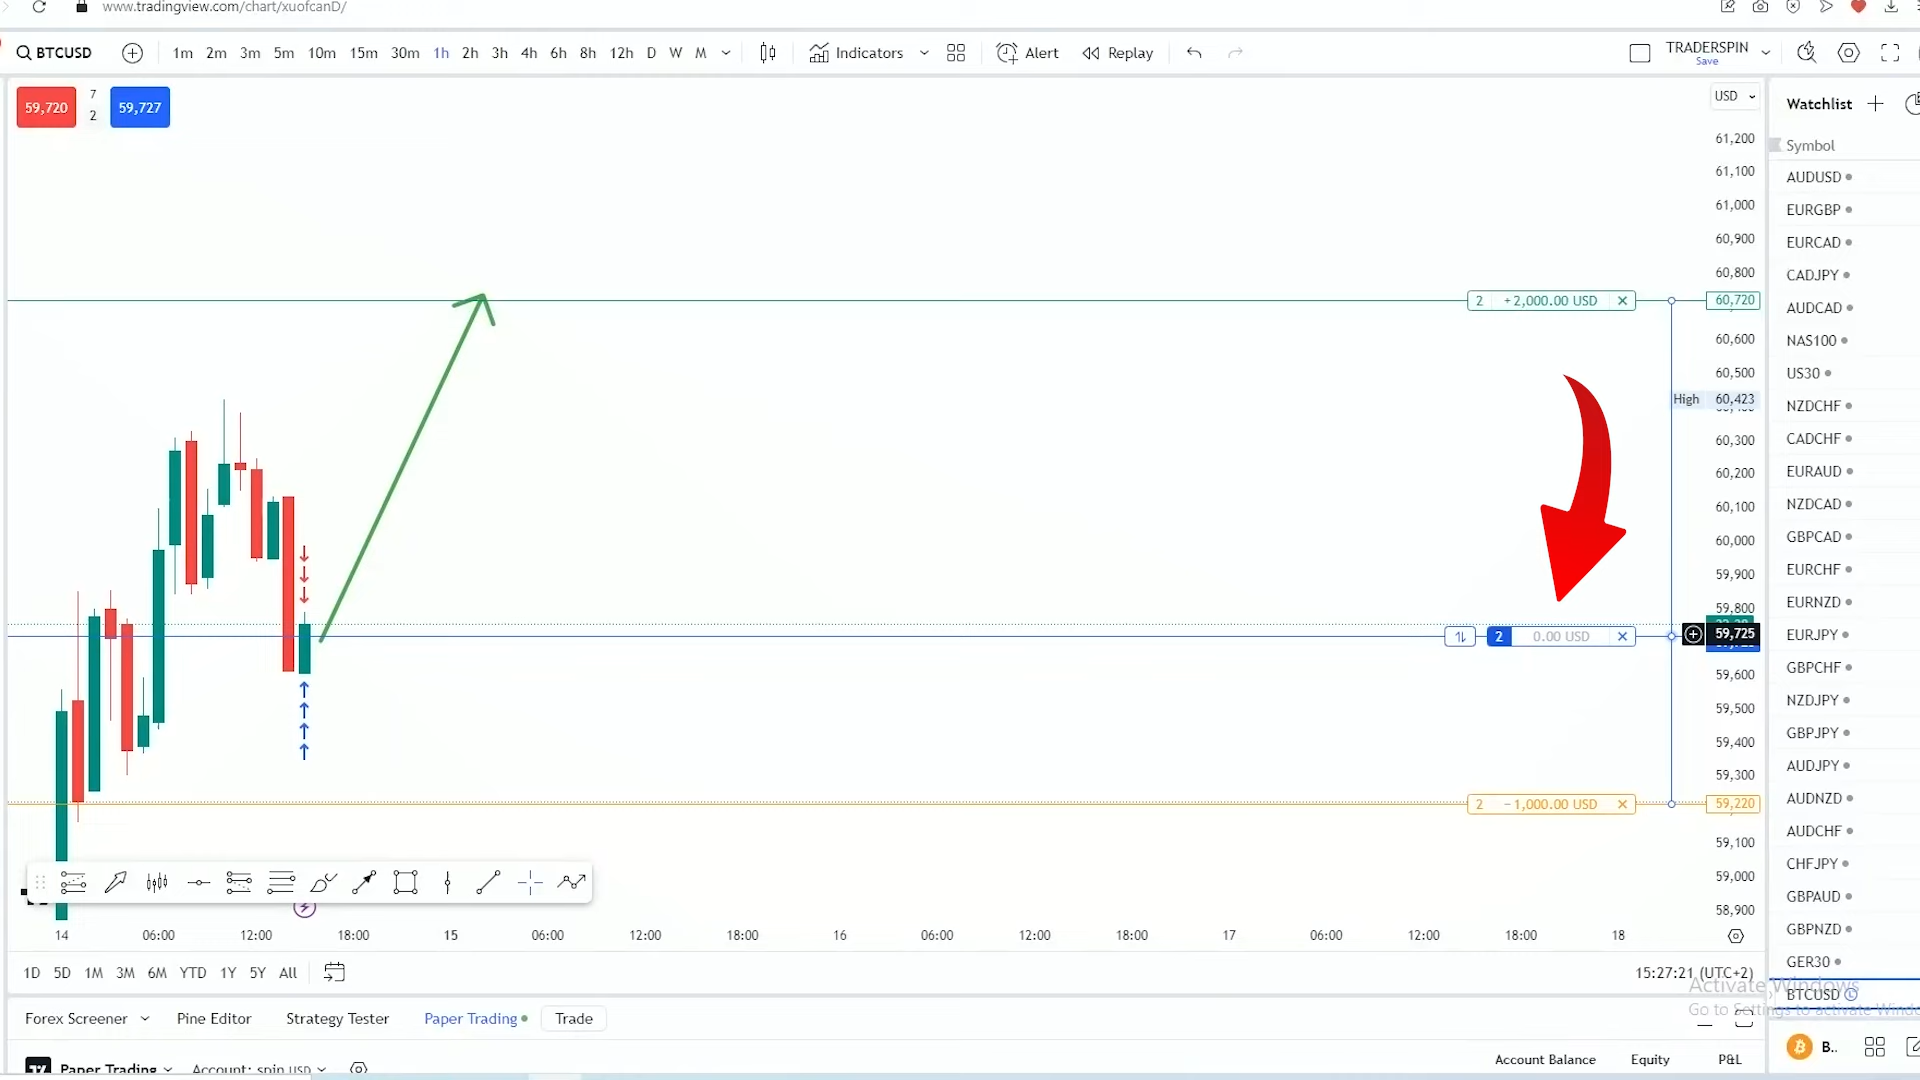 www.tradingview.com/chart/xuofcanD/
BTCUSD 1m 2m 3m 5m 10m 15m 30m 1h 2h 3h 4h 6h 8h 12h D W M Indicators Alert Replay TRADERSPIN
Save
59,720 7 2 59,727
USD
61,200
61,100
61,000
60,900
60,800
2 +2,000.00 USD 60,720
60,600
60,500
High 60,423
60,300
60,200
60,100
60,000
59,900
59,800
2 0.00 USD 59,725
59,600
59,500
59,400
59,300
2 −1,000.00 USD 59,220
59,100
59,000
58,900
14 06:00 12:00 18:00 15 06:00 12:00 18:00 16 06:00 12:00 18:00 17 06:00 12:00 18:00 18
1D 5D 1M 3M 6M YTD 1Y 5Y All 15:27:21 (UTC+2)
Forex Screener Pine Editor Strategy Tester Paper Trading Trade
Paper Trading Account: spin USD Account Balance Equity P&L
Watchlist
Symbol
AUDUSD
EURGBP
EURCAD
CADJPY
AUDCAD
NAS100
US30
NZDCHF
CADCHF
EURAUD
NZDCAD
GBPCAD
EURCHF
EURNZD
EURJPY
GBPCHF
NZDJPY
GBPJPY
AUDJPY
AUDNZD
AUDCHF
CHFJPY
GBPAUD
GBPNZD
GER30
BTCUSD
B..
Activate Windows
Go to Settings to activate Windo